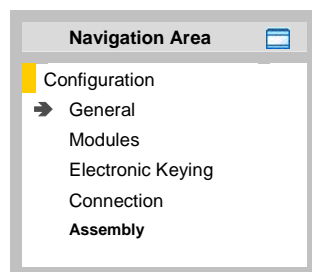 Navigation Area
Configuration
General
Modules
Electronic Keying
Connection
Assembly